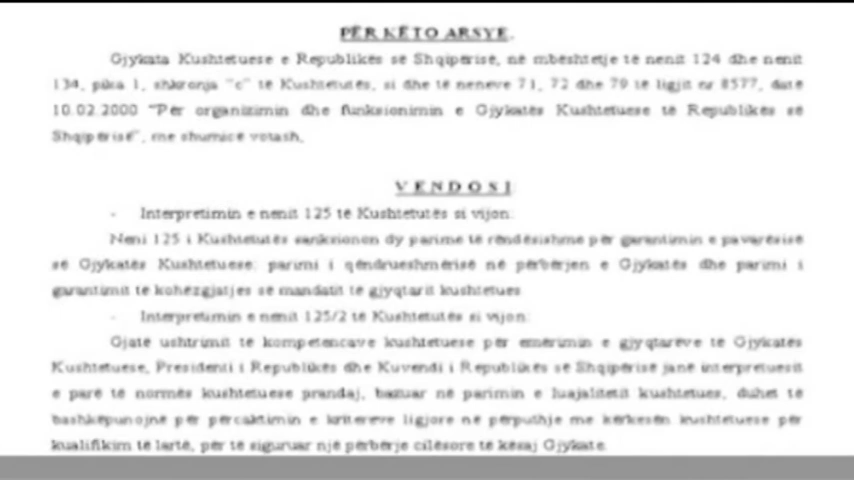 PËR KËTO ARSYE,
Gjykata Kushtetuese e Republikës së Shqipërisë, në mbështetje të nenit 124 dhe nenit
134, pika 1, shkronja "c" të Kushtetutës, si dhe të neneve 71, 72 dhe 79 të ligjit nr 8577, datë
10.02.2000 "Për organizimin dhe funksionimin e Gjykatës Kushtetuese të Republikës së
Shqipërisë", me shumicë votash,
V E N D O S I
- Interpretimin e nenit 125 të Kushtetutës si vijon:
Neni 125 i Kushtetutës sanksionon dy parime të rëndësishme për garantimin e pavarësisë
së Gjykatës Kushtetuese: parimi i qëndrueshmërisë në përbërjen e Gjykatës dhe parimi i
garantimit të kohëzgjatjes së mandatit të gjyqtarit kushtetues
- Interpretimin e nenit 125/2 të Kushtetutës si vijon:
Gjatë ushtrimit të kompetencave kushtetuese për emërimin e gjyqtarëve të Gjykatës
Kushtetuese, Presidenti i Republikës dhe Kuvendi i Republikës së Shqipërisë janë interpretuesit
e parë të normës kushtetuese prandaj, bazuar në parimin e luajalitetit kushtetues, duhet të
bashkëpunojnë për përcaktimin e kritereve ligjore në përputhje me kërkesën kushtetuese për
kualifikim të lartë, për të siguruar një përbërje cilësore të kësaj Gjykate.